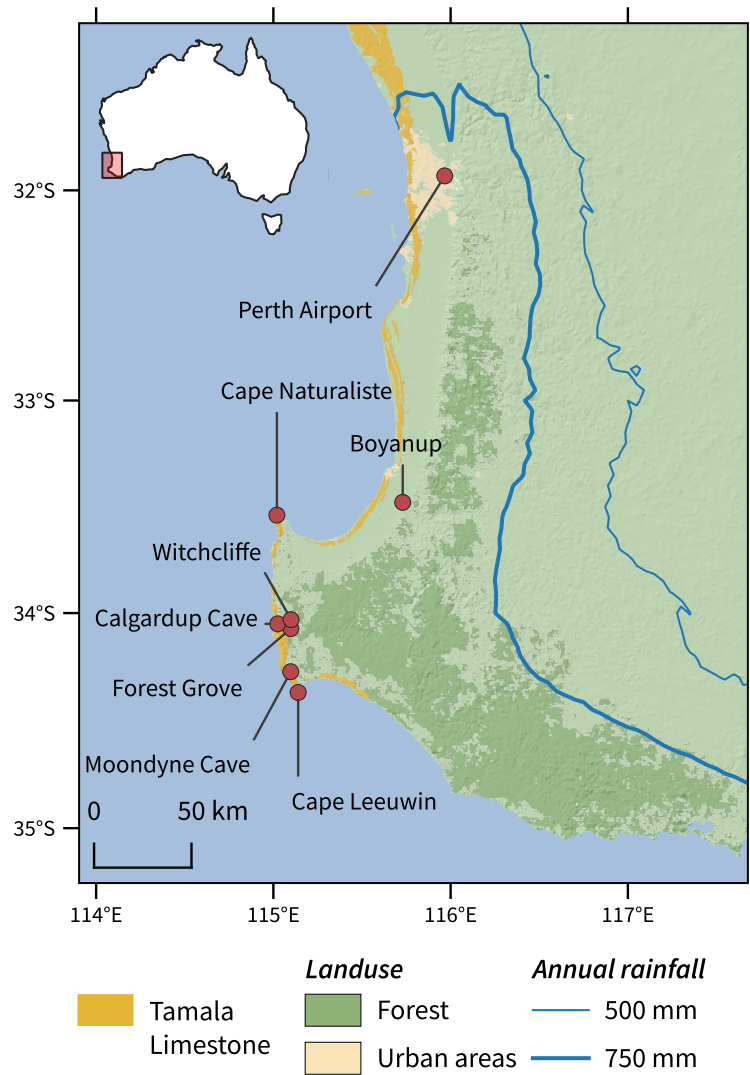 32°S
Perth Airport
33°S
Cape Naturaliste
Boyanup
Witchcliffe
34°S
Calgardup Cave
Forest Grove
Moondyne Cave
Cape Leeuwin
0 50 km
35°S
114°E 115°E 116°E 117°E
Landuse
Annual rainfall
Tamala
Limestone
Forest
500 mm
Urban areas
750 mm